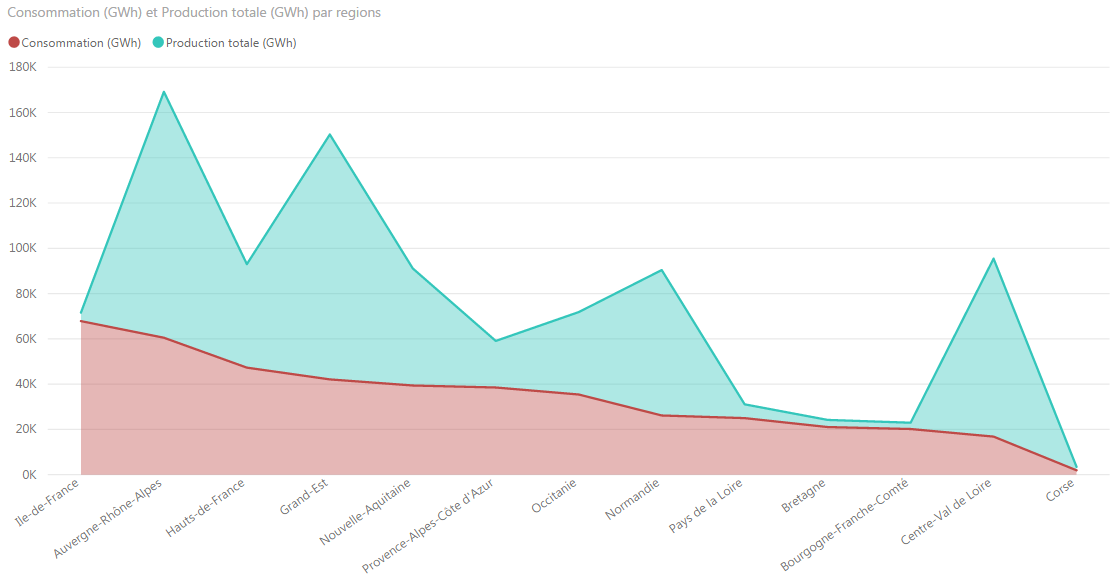 Consommation (GWh) et Production totale (GWh) par regions
Consommation (GWh) Production totale (GWh)
180K
160K
140K
120K
100K
80K
60K
40K
20K
0K
Ile-de-France
Auvergne-Rhône-Alpes
Hauts-de-France
Grand-Est
Nouvelle-Aquitaine
Provence-Alpes-Côte d'Azur
Occitanie
Normandie
Pays de la Loire
Bretagne
Bourgogne-Franche-Comté
Centre-Val de Loire
Corse